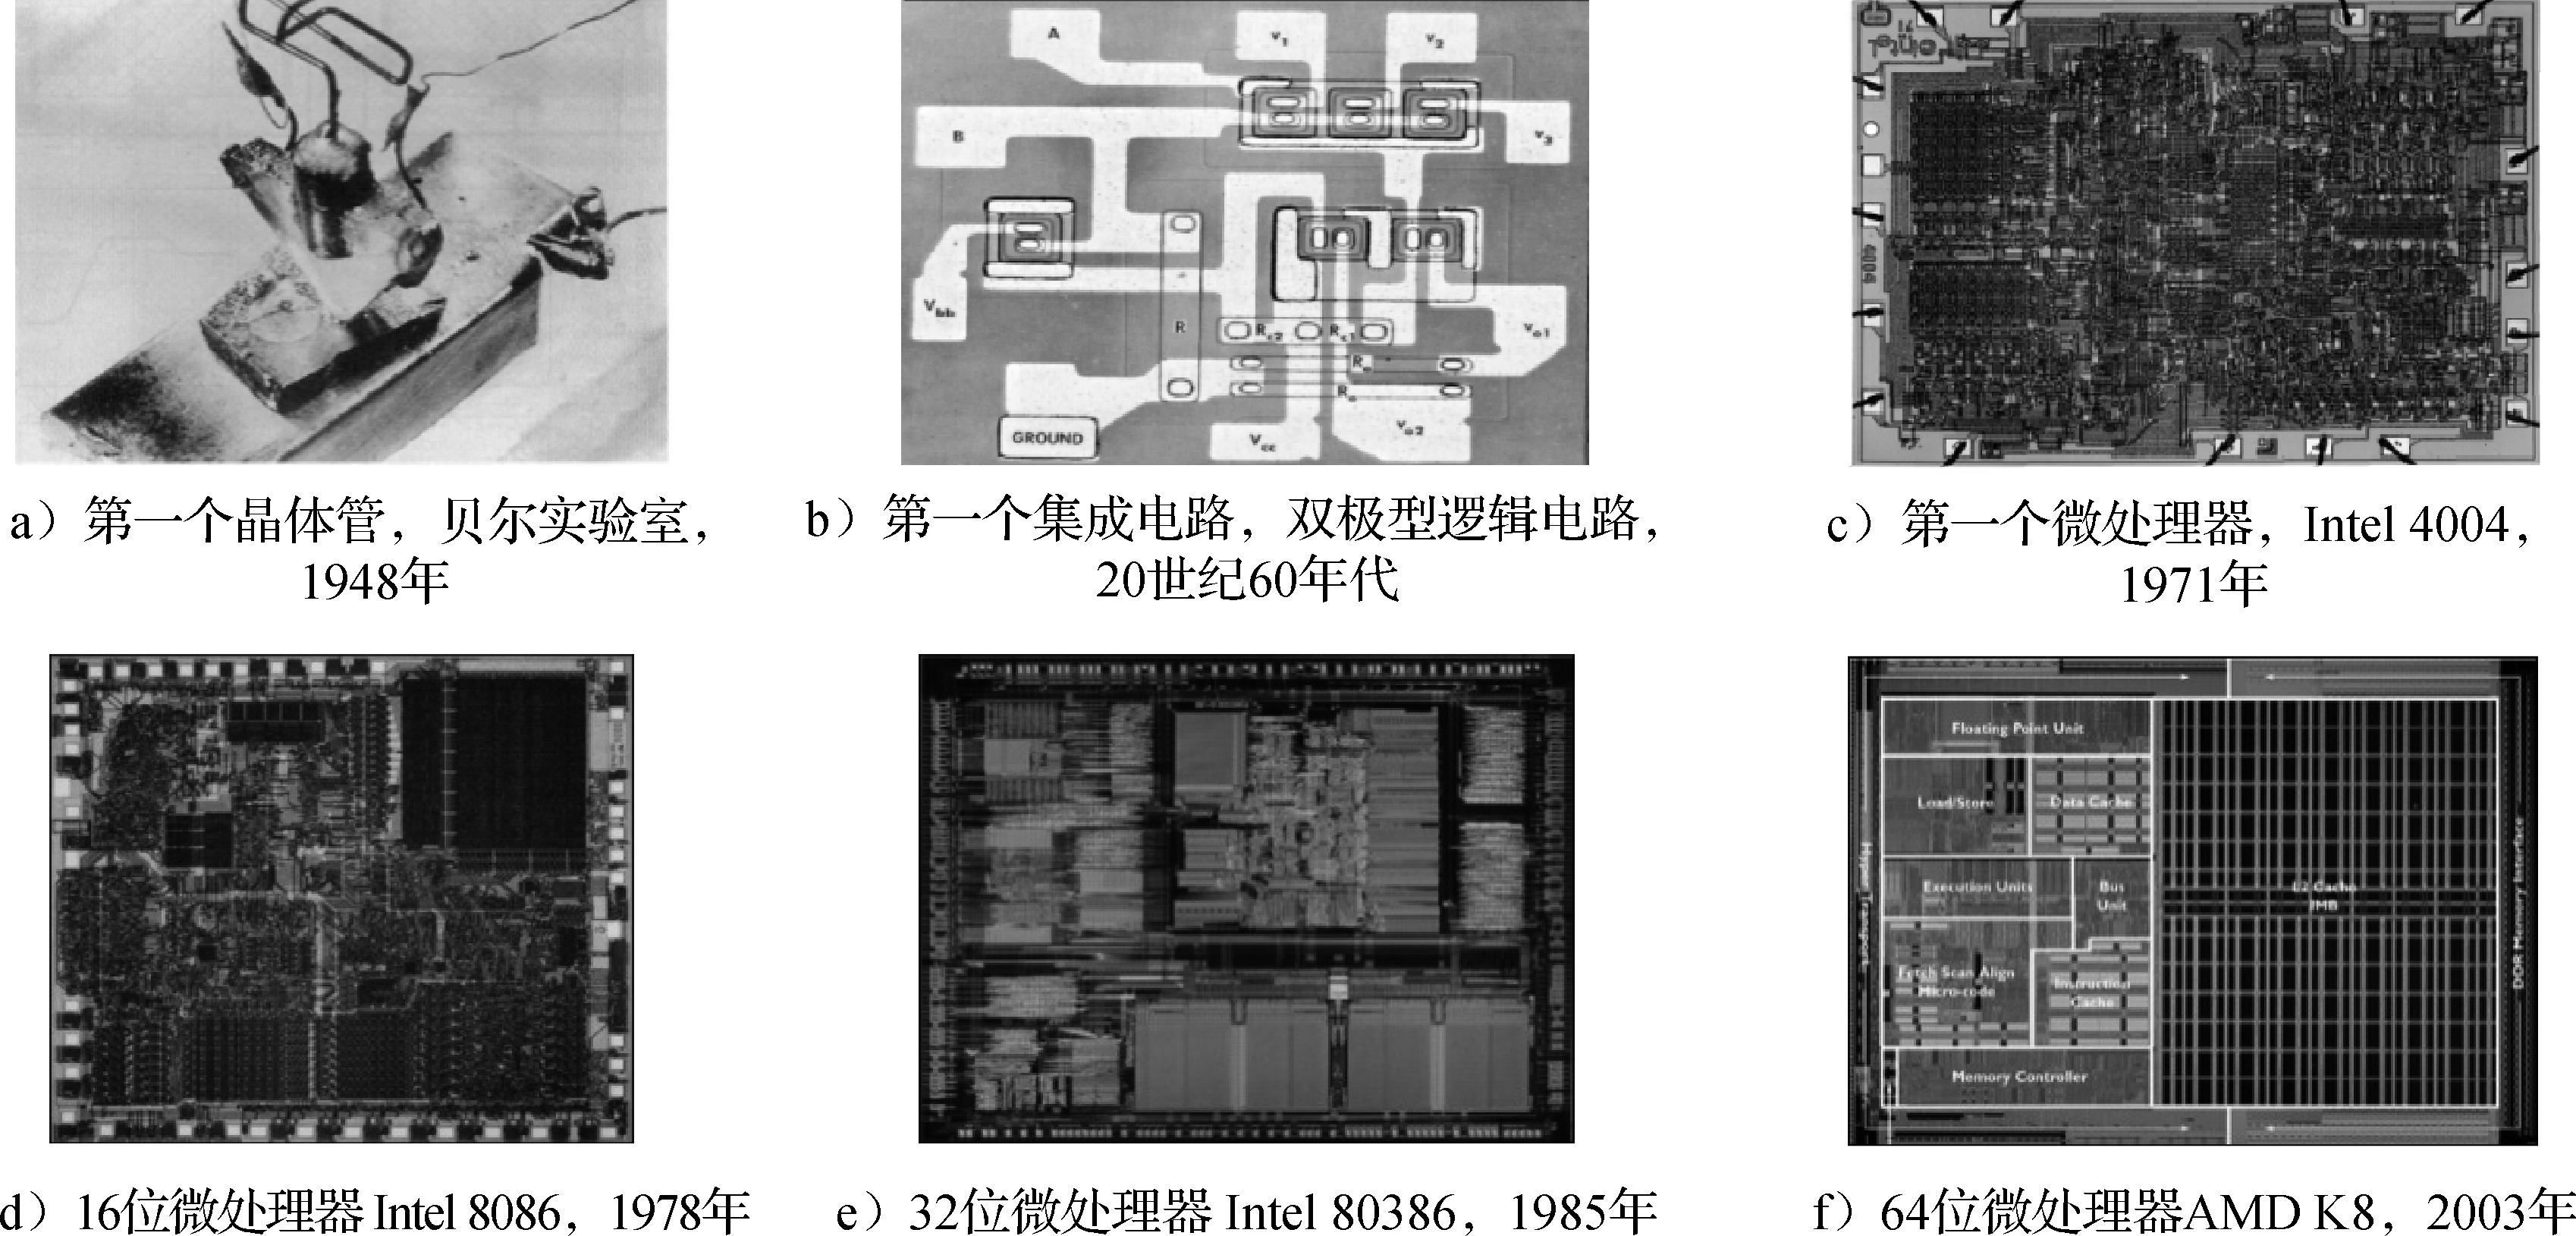 A
v1
v2
B
v3
Vbb
R
Rc2
Rc1
vo1
GROUND
Vcc
vo2
intel
4004
a）第一个晶体管，贝尔实验室，
1948年
b）第一个集成电路，双极型逻辑电路，
20世纪60年代
c）第一个微处理器，Intel 4004，
1971年
Floating Point Unit
Load/Store
Data Cache
Execution Units
Bus
Unit
L2 Cache
1MB
Fetch Scan Align
Micro-code
Instruction
Cache
Memory Controller
Hyper Transport
DDR Memory Interface
d）16位微处理器 Intel 8086，1978年
e）32位微处理器 Intel 80386，1985年
f）64位微处理器AMD K8，2003年